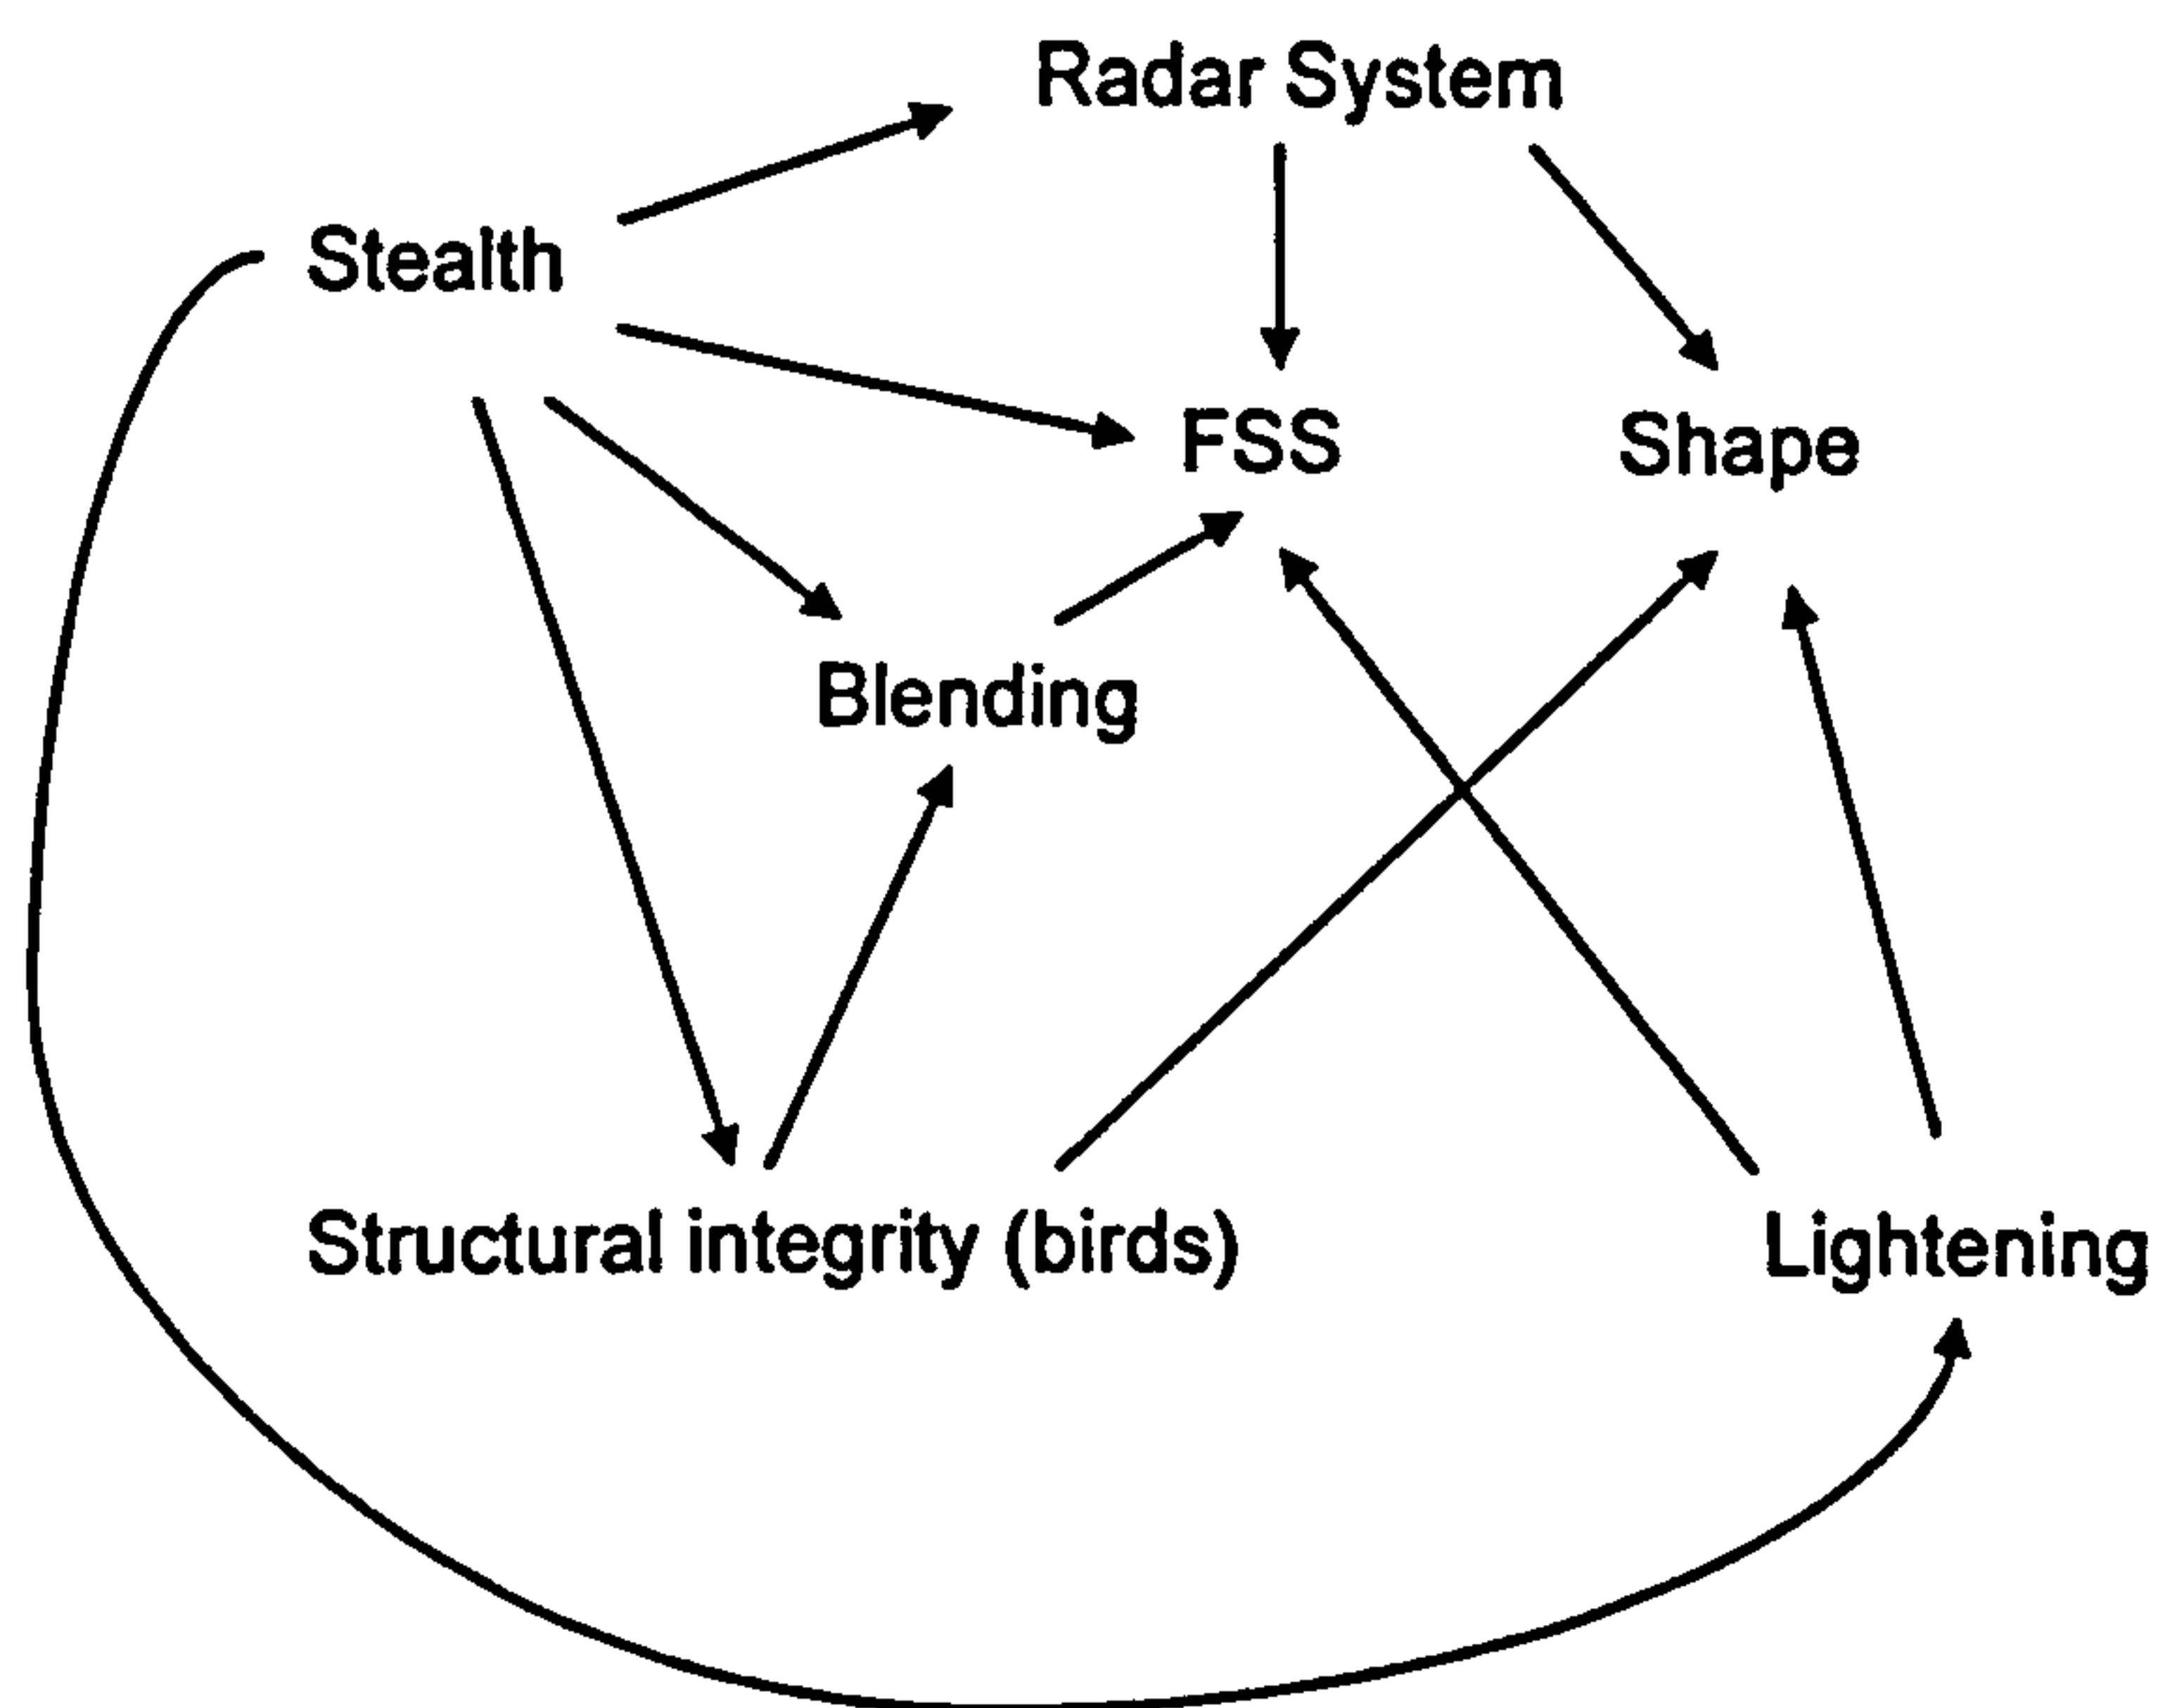 Radar System
Stealth
FSS
Shape
Blending
Structural integrity (birds)
Lightening